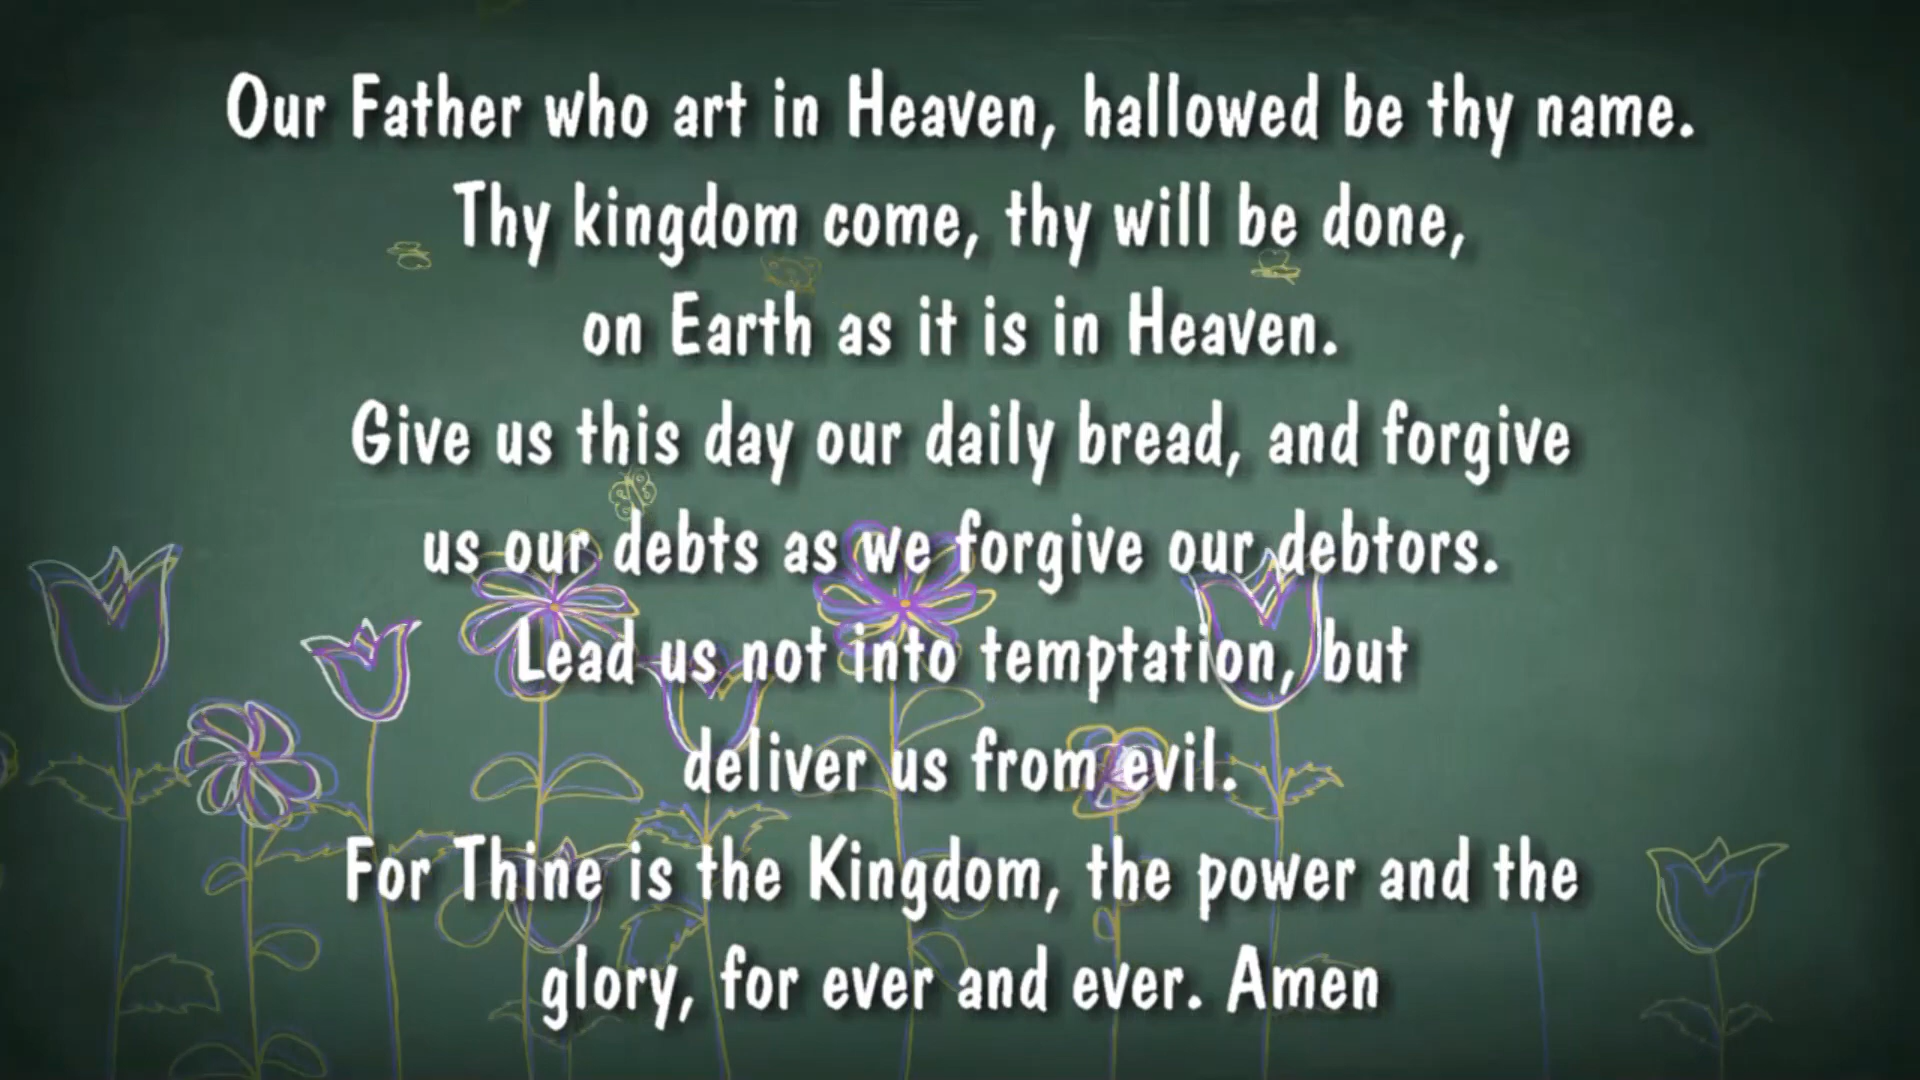 Our Father who art in Heaven, hallowed be thy name.
Thy kingdom come, thy will be done,
on Earth as it is in Heaven.
Give us this day our daily bread, and forgive
us our debts as we forgive our debtors.
Lead us not into temptation, but
deliver us from evil.
For Thine is the Kingdom, the power and the
glory, for ever and ever. Amen